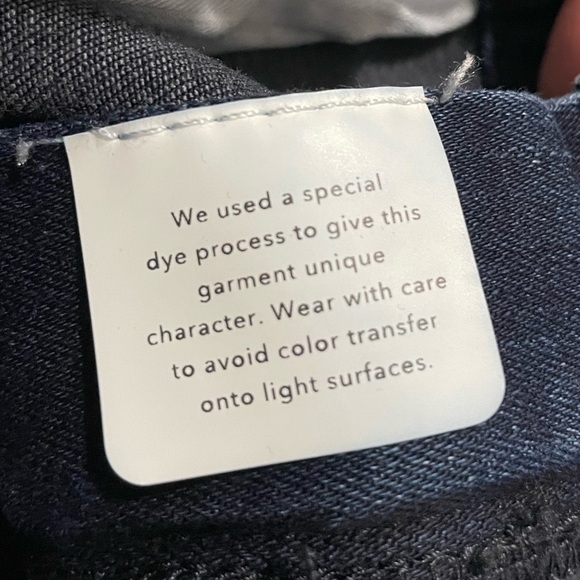 We used a special
dye process to give this
garment unique
character. Wear with care
to avoid color transfer
onto light surfaces.